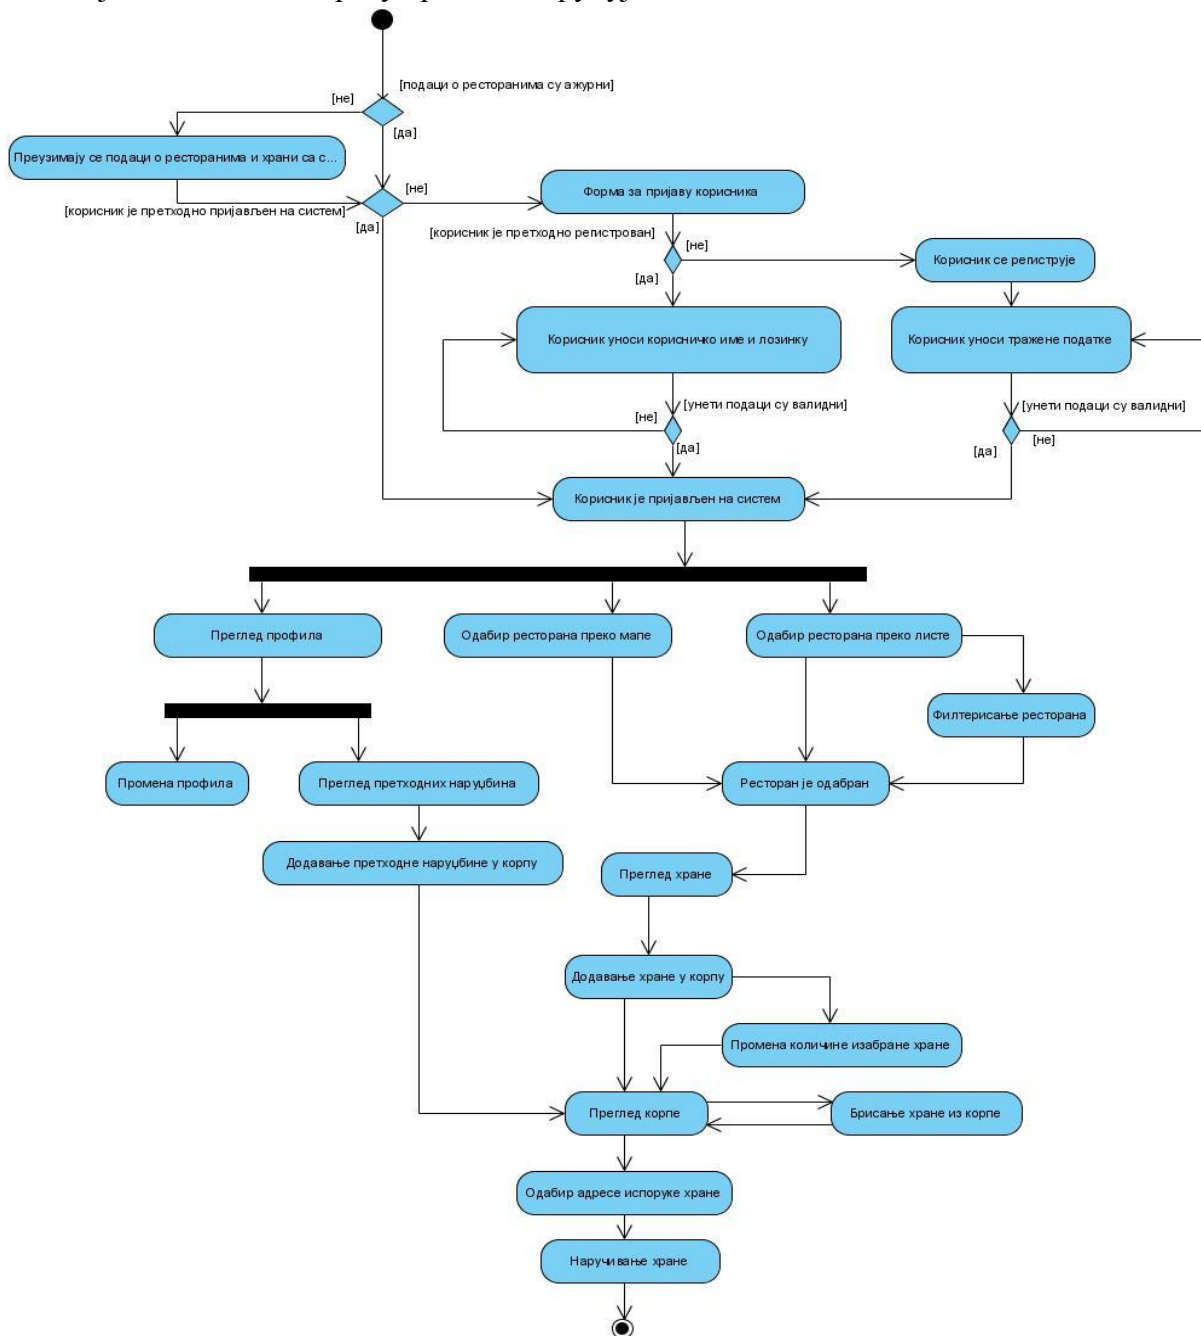 [подаци о ресторанима су ажурни]
[не]
[да]
Преузимају се подаци о ресторанима и храни са с...
[не]
Форма за пријаву корисника
[корисник је претходно пријављен на систем]
[да]
[корисник је претходно регистрован]
[не]
[да]
Корисник се региструје
Корисник уноси корисничко име и лозинку
Корисник уноси тражене податке
[унети подаци су валидни]
[не]
[да]
[унети подаци су валидни]
[да]
[не]
Корисник је пријављен на систем
Преглед профила
Одабир ресторана преко мапе
Одабир ресторана преко листе
Филтерисање ресторана
Промена профила
Преглед претходних наруџбина
Ресторан је одабран
Додавање претходне наруџбине у корпу
Преглед хране
Додавање хране у корпу
Промена количине изабране хране
Преглед корпе
Брисање хране из корпе
Одабир адресе испоруке хране
Наручивање хране